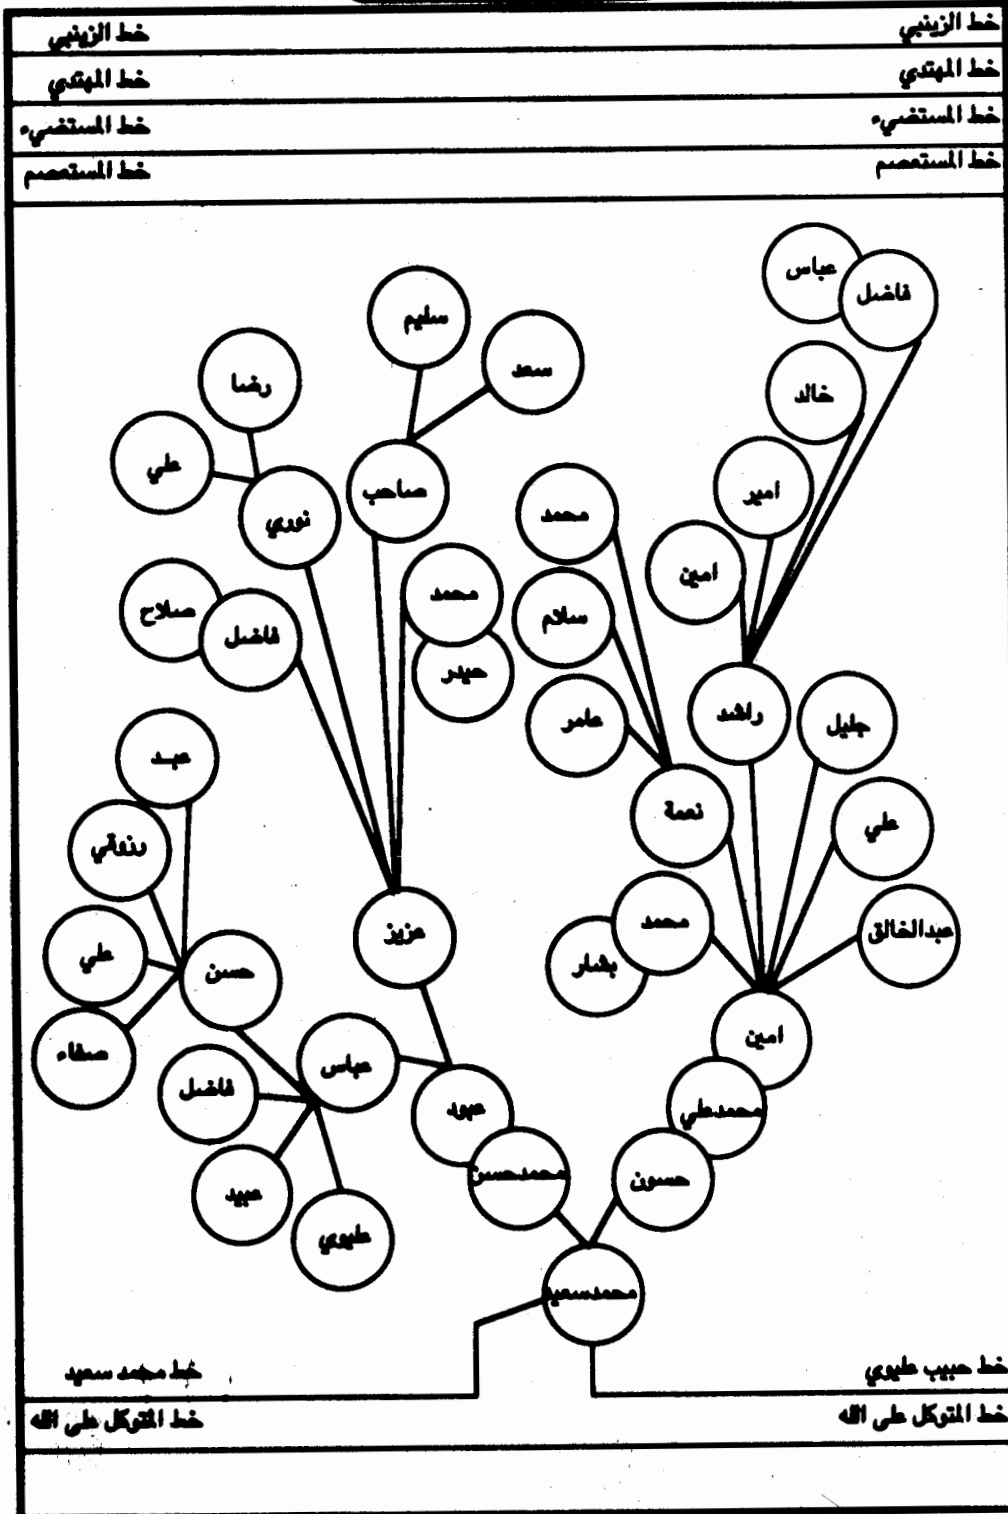 خط الزينبي خط الزينبي
خط المهتدي خط المهتدي
خط المستضيء خط المستضيء
خط المستعصم خط المستعصم
عباس
فاضل
سليم
سعد
رضا
خالد
علي
صاحب
امير
نوري
محمد
امين
محمد
صلاح
سلام
فاضل
حيدر
راشد
عامر
جليل
عبد
نعمة
علي
رزوقي
محمد
عبدالخالق
عزيز
علي
بشار
حسن
امين
صفاء
عباس
فاضل
عبود
محمدعلي
محمدحسن
حسون
عبيد
عليوي
محمدسعيد
خط حبيب عليوي خط محمد سعيد
خط المتوكل على الله خط المتوكل على الله